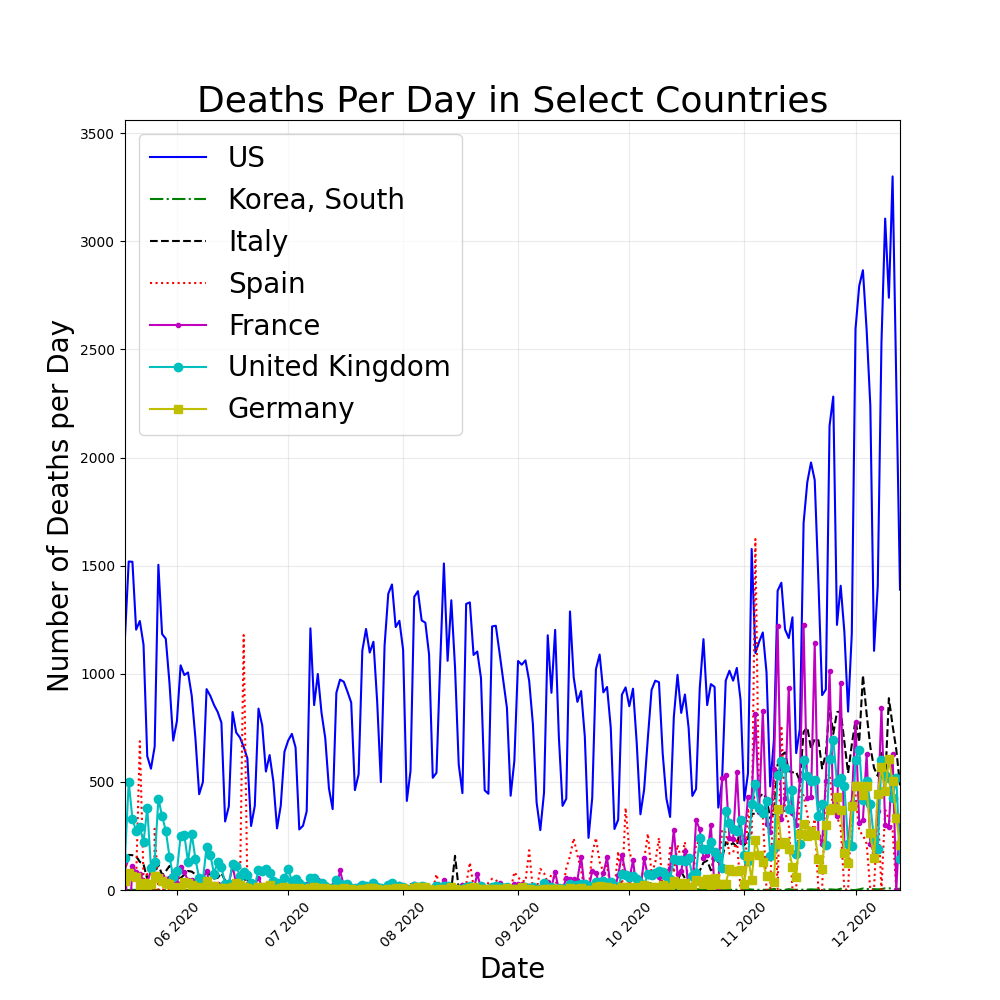 Deaths Per Day in Select Countries
Number of Deaths per Day
3500
3000
2500
2000
1500
1000
500
0
US
Korea, South
Italy
Spain
France
United Kingdom
Germany
06 2020
07 2020
08 2020
09 2020
10 2020
11 2020
12 2020
Date